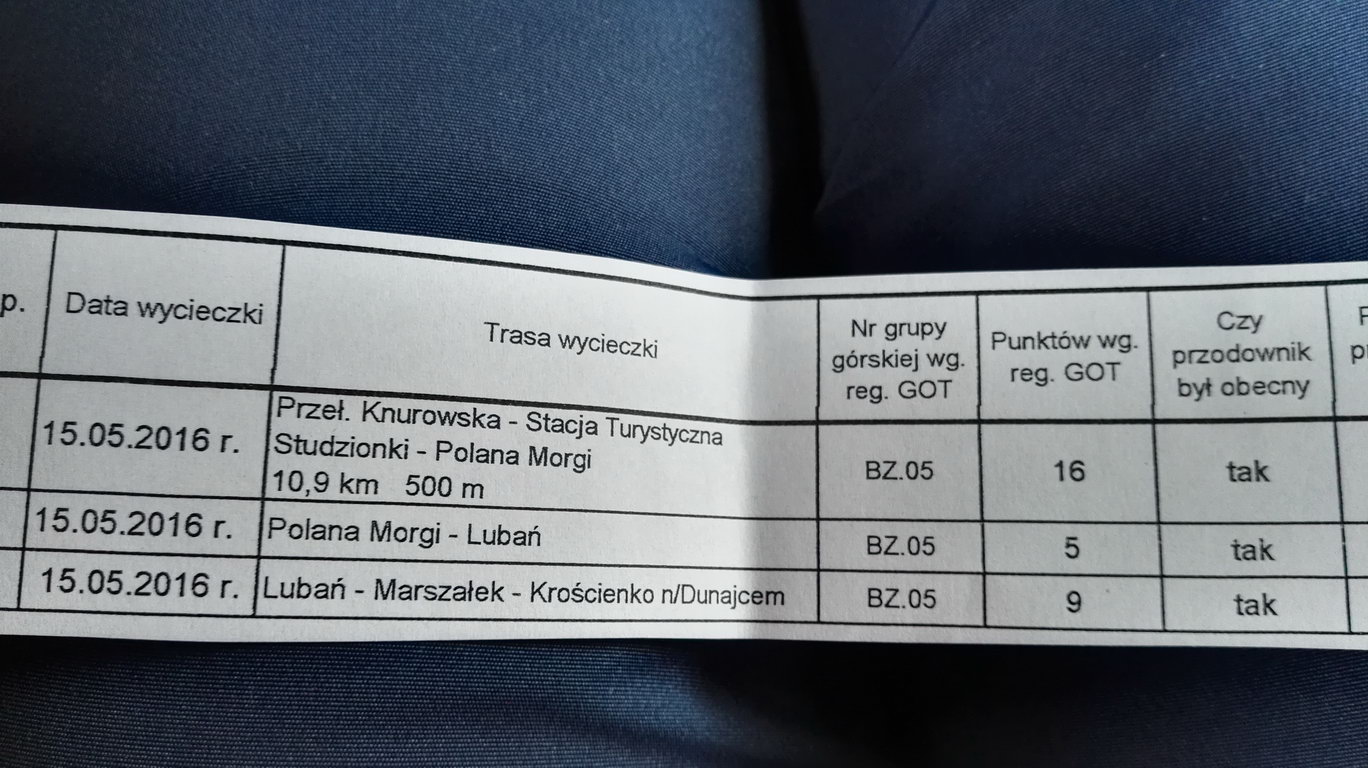 p.
Data wycieczki
Trasa wycieczki
Nr grupy
górskiej wg.
reg. GOT
Punktów wg.
reg. GOT
Czy
przodownik
był obecny
15.05.2016 r.
Przeł. Knurowska - Stacja Turystyczna
Studzionki - Polana Morgi
10,9 km 500 m
BZ.05
16
tak
15.05.2016 r.
Polana Morgi - Lubań
BZ.05
5
tak
15.05.2016 r.
Lubań - Marszałek - Krościenko n/Dunajcem
BZ.05
9
tak